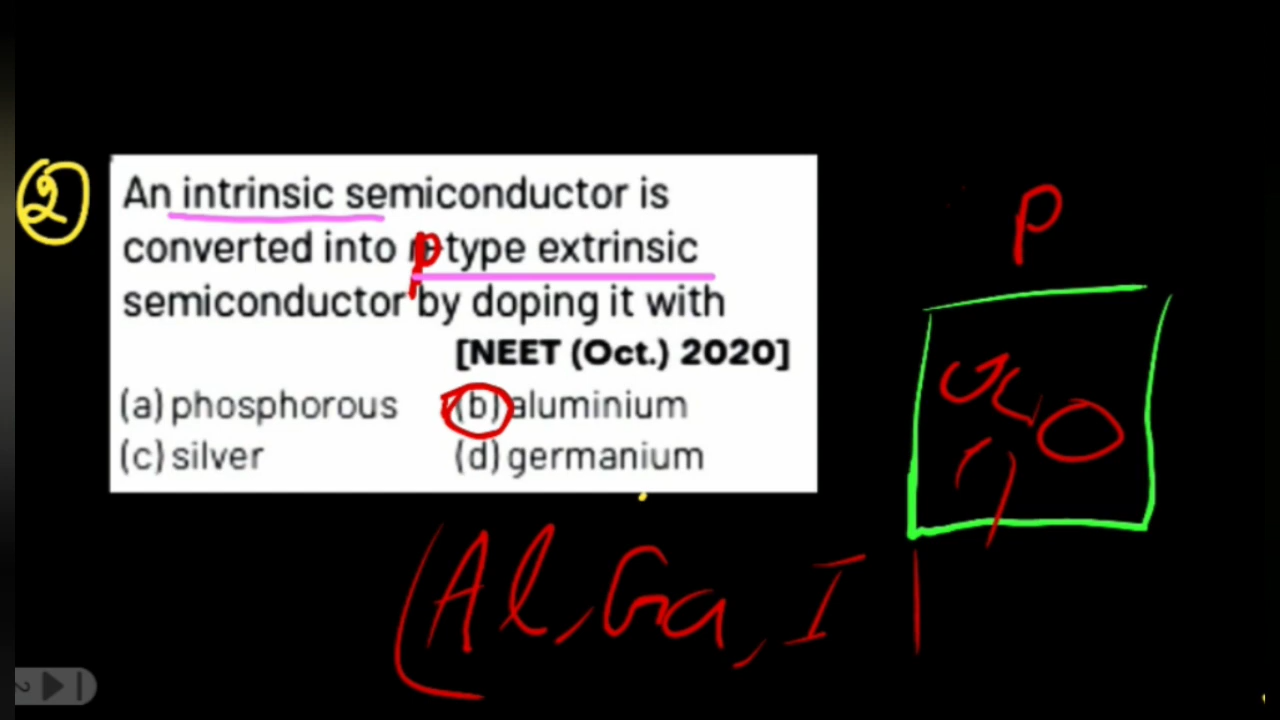 2
An intrinsic semiconductor is
converted into p-type extrinsic
semiconductor by doping it with
[NEET (Oct.) 2020]
(a) phosphorous (b) aluminium
(c) silver (d) germanium
P
(Al, Ga, I